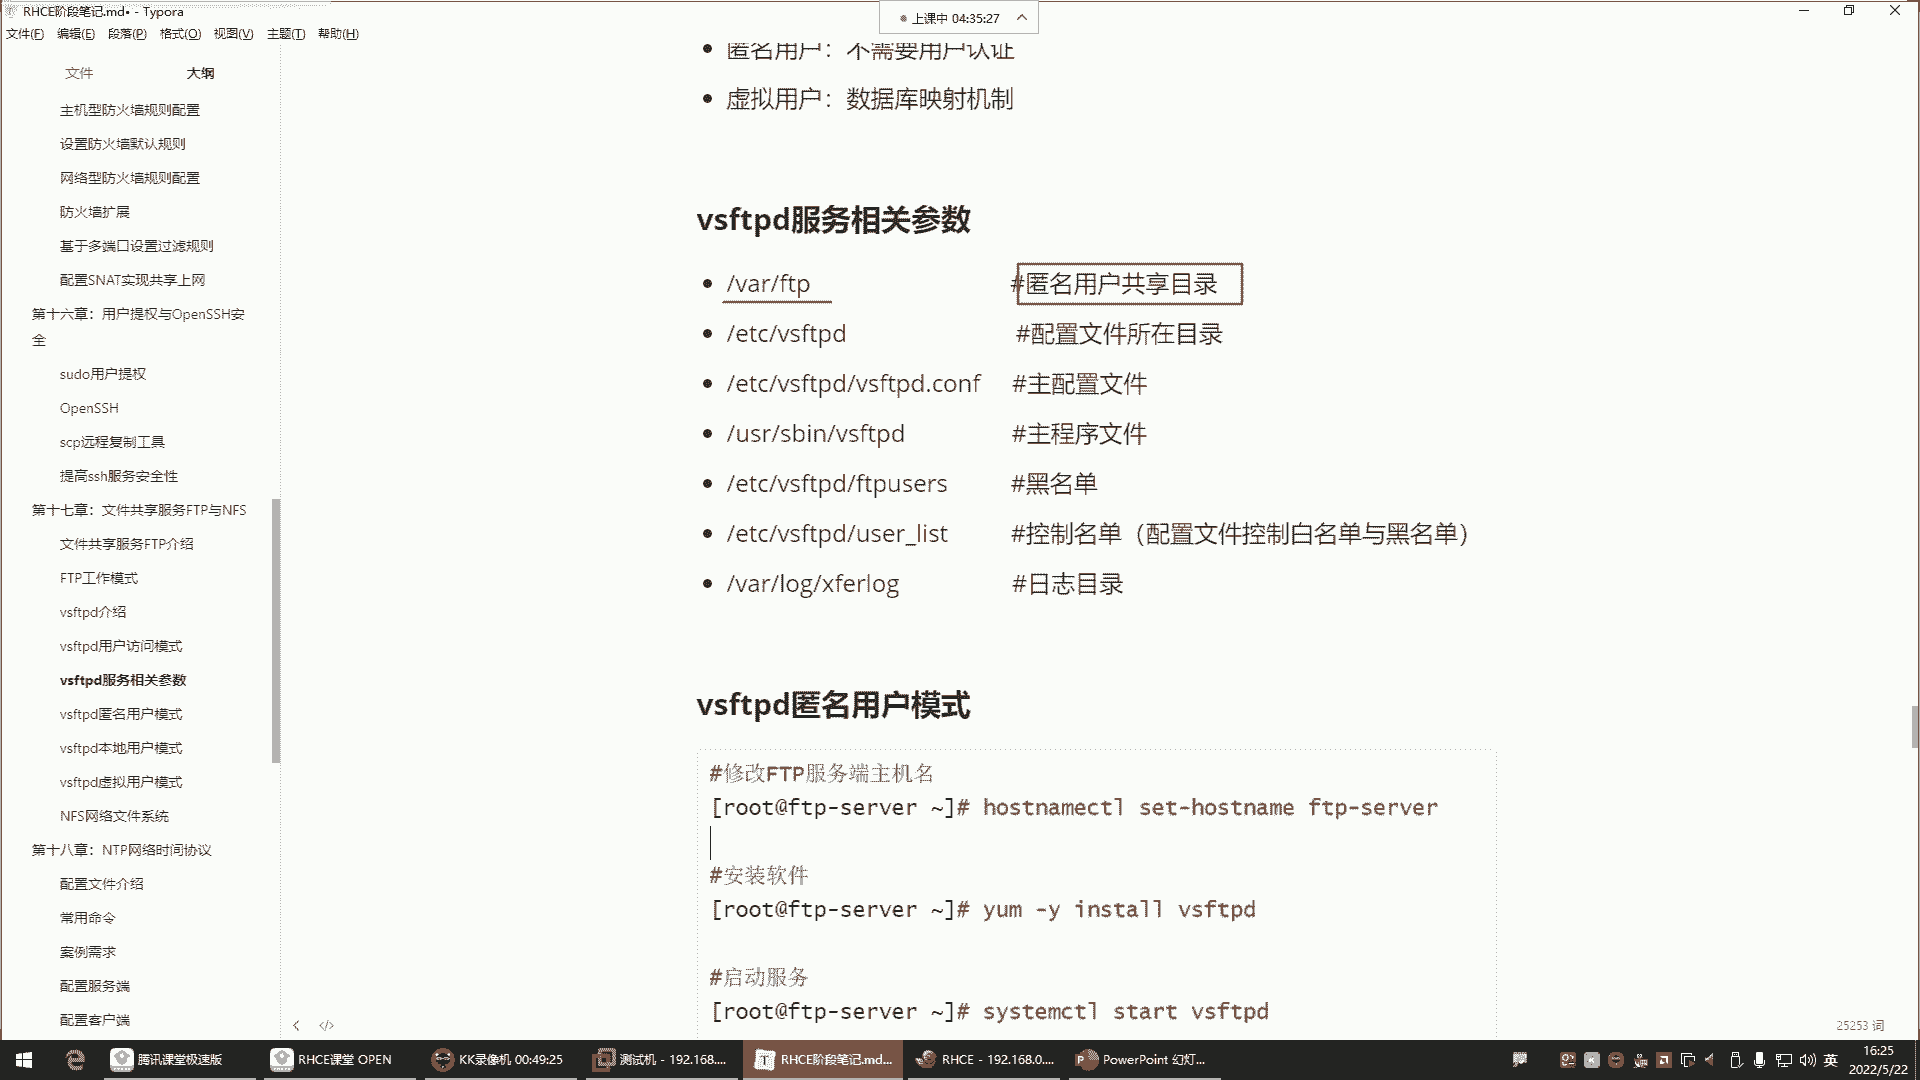 RHCE阶段笔记.md• - Typora
上课中 04:35:27
文件(F) 编辑(E) 段落(P) 格式(O) 视图(V) 主题(T) 帮助(H)
文件 大纲
主机型防火墙规则配置
设置防火墙默认规则
网络型防火墙规则配置
防火墙扩展
基于多端口设置过滤规则
配置SNAT实现共享上网
第十六章：用户提权与OpenSSH安
全
sudo用户提权
OpenSSH
scp远程复制工具
提高ssh服务安全性
第十七章：文件共享服务FTP与NFS
文件共享服务FTP介绍
FTP工作模式
vsftpd介绍
vsftpd用户访问模式
vsftpd服务相关参数
vsftpd匿名用户模式
vsftpd本地用户模式
vsftpd虚拟用户模式
NFS网络文件系统
第十八章：NTP网络时间协议
配置文件介绍
常用命令
案例需求
配置服务端
配置客户端
匿名用户：不需要用户认证
虚拟用户：数据库映射机制
vsftpd服务相关参数
/var/ftp #匿名用户共享目录
/etc/vsftpd #配置文件所在目录
/etc/vsftpd/vsftpd.conf #主配置文件
/usr/sbin/vsftpd #主程序文件
/etc/vsftpd/ftpusers #黑名单
/etc/vsftpd/user_list #控制名单（配置文件控制白名单与黑名单）
/var/log/xferlog #日志目录
vsftpd匿名用户模式
#修改FTP服务端主机名
[root@ftp-server ~]# hostnamectl set-hostname ftp-server
#安装软件
[root@ftp-server ~]# yum -y install vsftpd
#启动服务
[root@ftp-server ~]# systemctl start vsftpd
25253 词
腾讯课堂极速版
RHCE课堂 OPEN
KK录像机 00:49:25
测试机 - 192.168....
RHCE阶段笔记.md...
RHCE - 192.168.0....
PowerPoint 幻灯...
英
16:25
2022/5/22